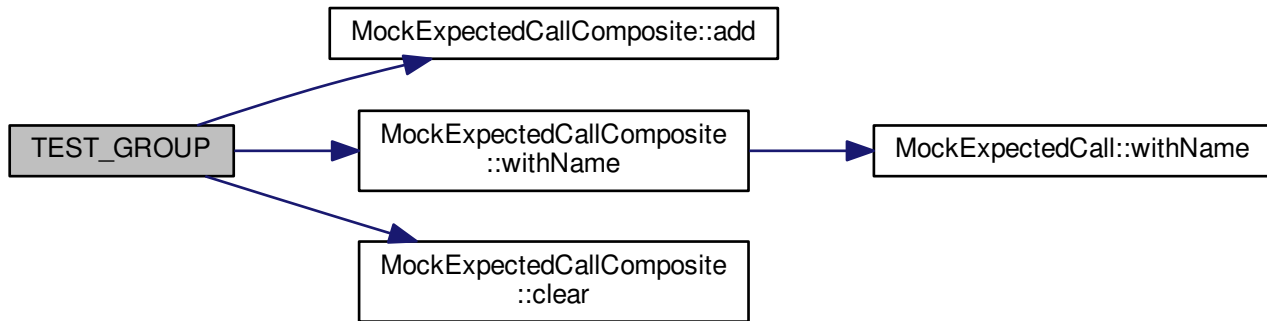 MockExpectedCallComposite::add
TEST_GROUP
MockExpectedCallComposite
::withName
MockExpectedCall::withName
MockExpectedCallComposite
::clear